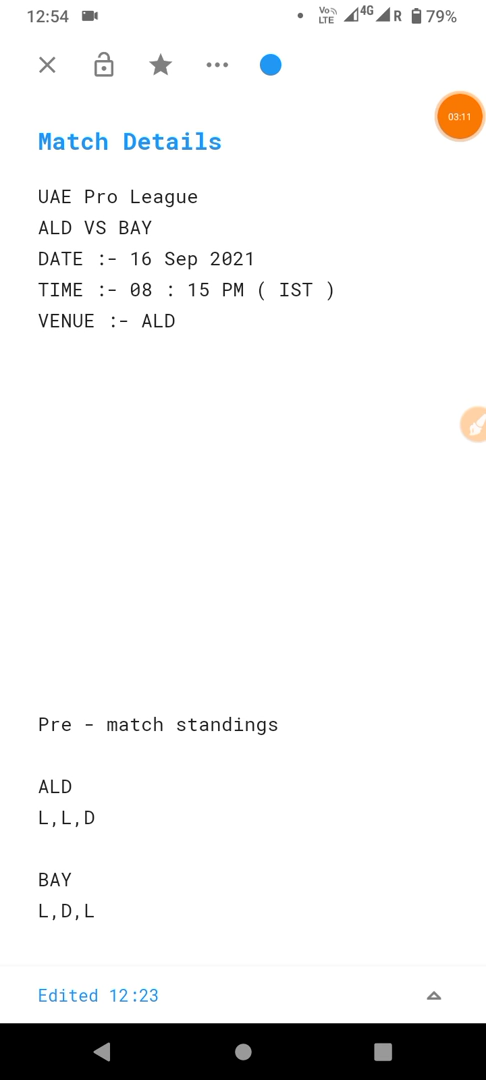 12:54
Vo LTE 4G R 79%
03:11
Match Details
UAE Pro League
ALD VS BAY
DATE :- 16 Sep 2021
TIME :- 08 : 15 PM ( IST )
VENUE :- ALD
Pre - match standings
ALD
L,L,D
BAY
L,D,L
Edited 12:23